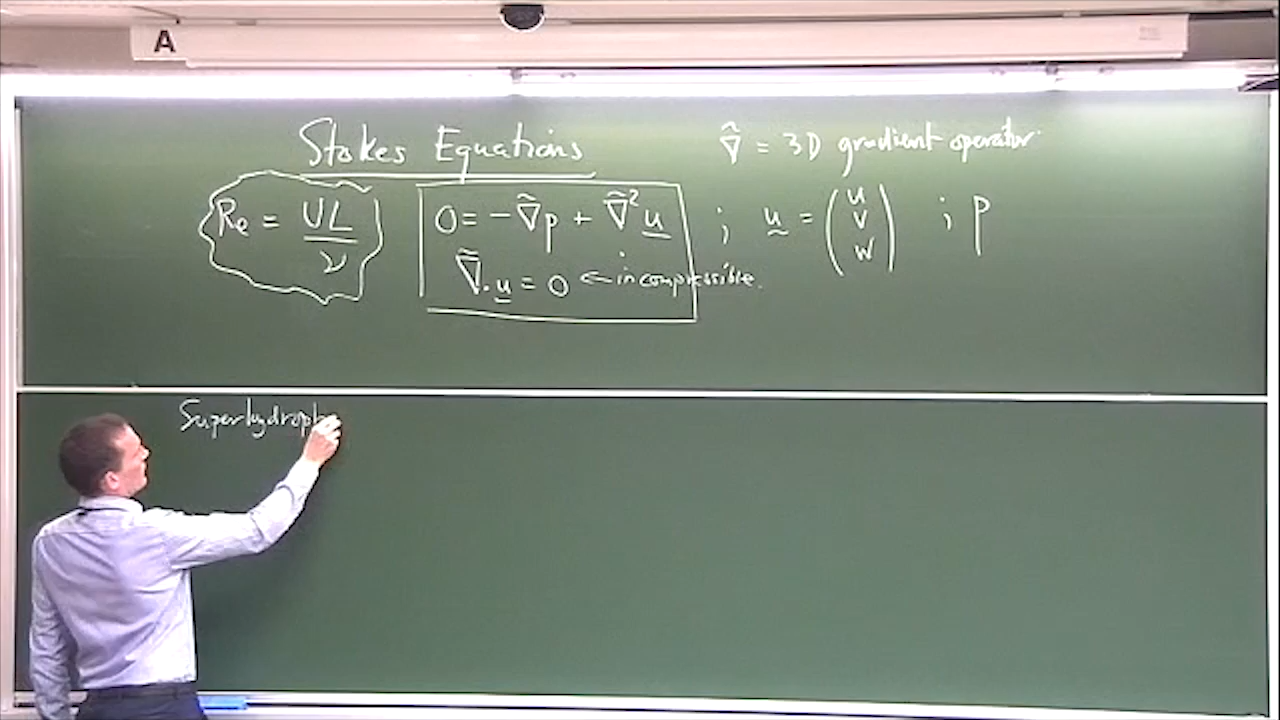 A
Stokes Equations
∇̃ = 3D gradient operator
Re = UL/ν
0 = -∇̃p + ∇̃²u ; u = (u v w) ; p
∇̃·u = 0 ← incompressible.
Superhydroph